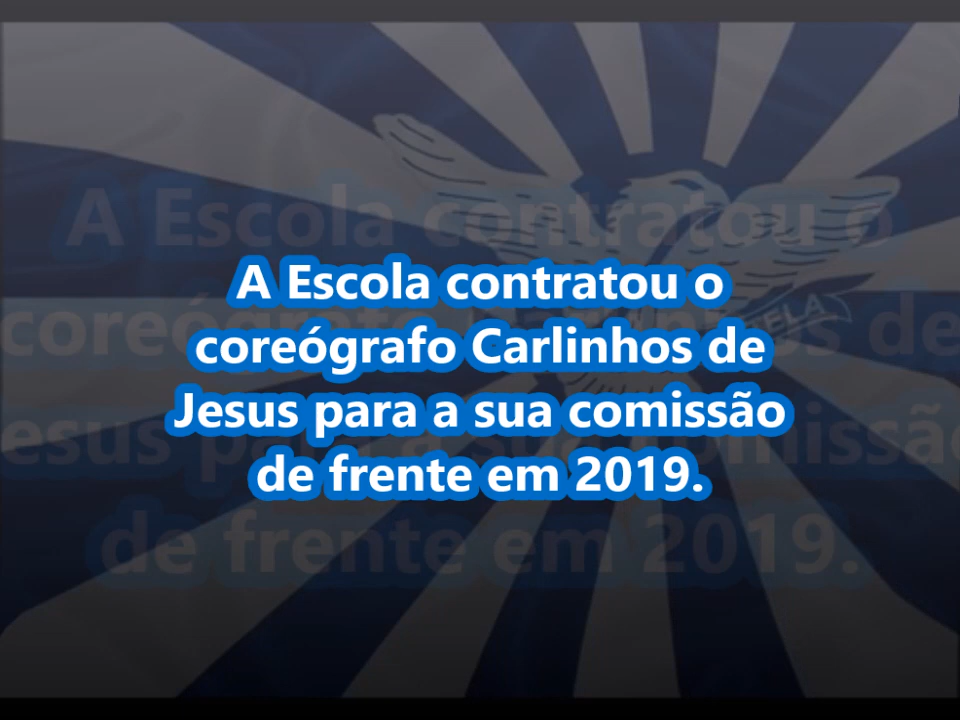 A Escola contratou o
coreógrafo Carlinhos de
Jesus para a sua comissão
de frente em 2019.